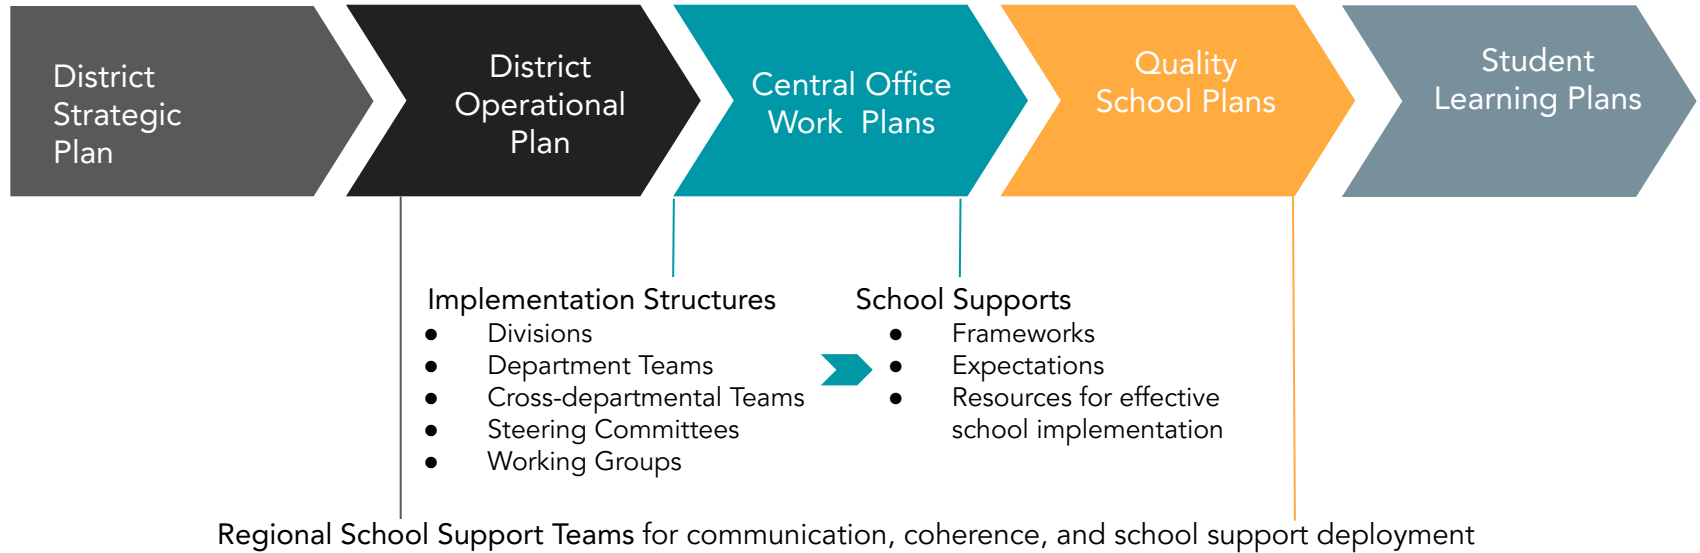 District
Strategic
Plan
District
Operational
Plan
Central Office
Work Plans
Quality
School Plans
Student
Learning Plans
Implementation Structures
● Divisions
● Department Teams
● Cross-departmental Teams
● Steering Committees
● Working Groups
School Supports
● Frameworks
● Expectations
● Resources for effective
school implementation
Regional School Support Teams for communication, coherence, and school support deployment